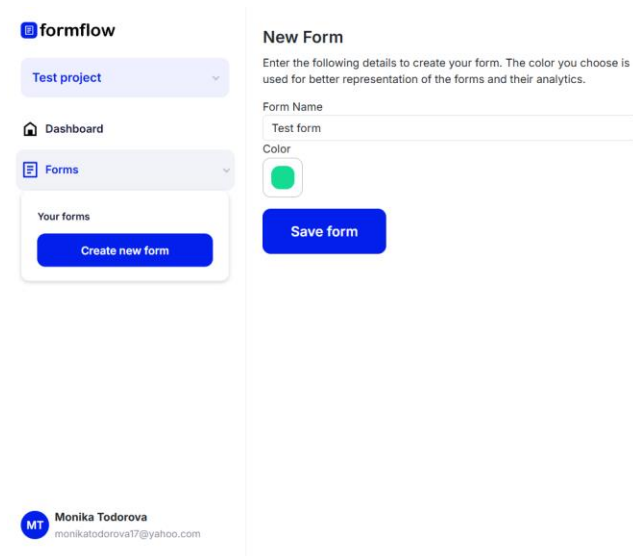 formflow
Test project
Dashboard
Forms
Your forms
Create new form
MT
Monika Todorova
monikatodorova17@yahoo.com
New Form
Enter the following details to create your form. The color you choose is
used for better representation of the forms and their analytics.
Form Name
Test form
Color
Save form